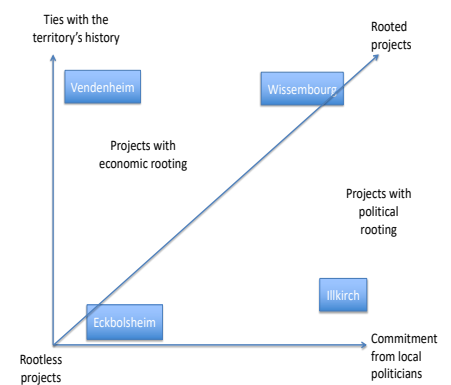 Ties with the
territory's history
Rooted
projects
Vendenheim
Wissembourg
Projects with
economic rooting
Projects with
political
rooting
Illkirch
Eckbolsheim
Commitment
from local
politicians
Rootless
projects